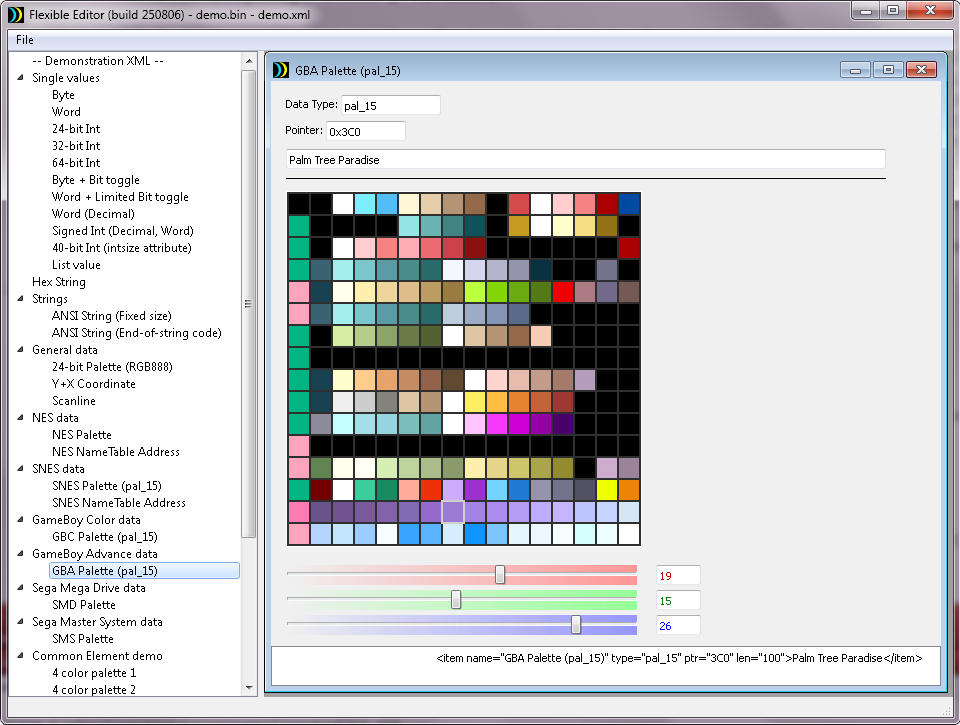 Flexible Editor (build 250806) - demo.bin - demo.xml
File
-- Demonstration XML --
Single values
Byte
Word
24-bit Int
32-bit Int
64-bit Int
Byte + Bit toggle
Word + Limited Bit toggle
Word (Decimal)
Signed Int (Decimal, Word)
40-bit Int (intsize attribute)
List value
Hex String
Strings
ANSI String (Fixed size)
ANSI String (End-of-string code)
General data
24-bit Palette (RGB888)
Y+X Coordinate
Scanline
NES data
NES Palette
NES NameTable Address
SNES data
SNES Palette (pal_15)
SNES NameTable Address
GameBoy Color data
GBC Palette (pal_15)
GameBoy Advance data
GBA Palette (pal_15)
Sega Mega Drive data
SMD Palette
Sega Master System data
SMS Palette
Common Element demo
4 color palette 1
4 color palette 2
GBA Palette (pal_15)
Data Type: pal_15
Pointer: 0x3C0
Palm Tree Paradise
19
15
26
<item name="GBA Palette (pal_15)" type="pal_15" ptr="3C0" len="100">Palm Tree Paradise</item>